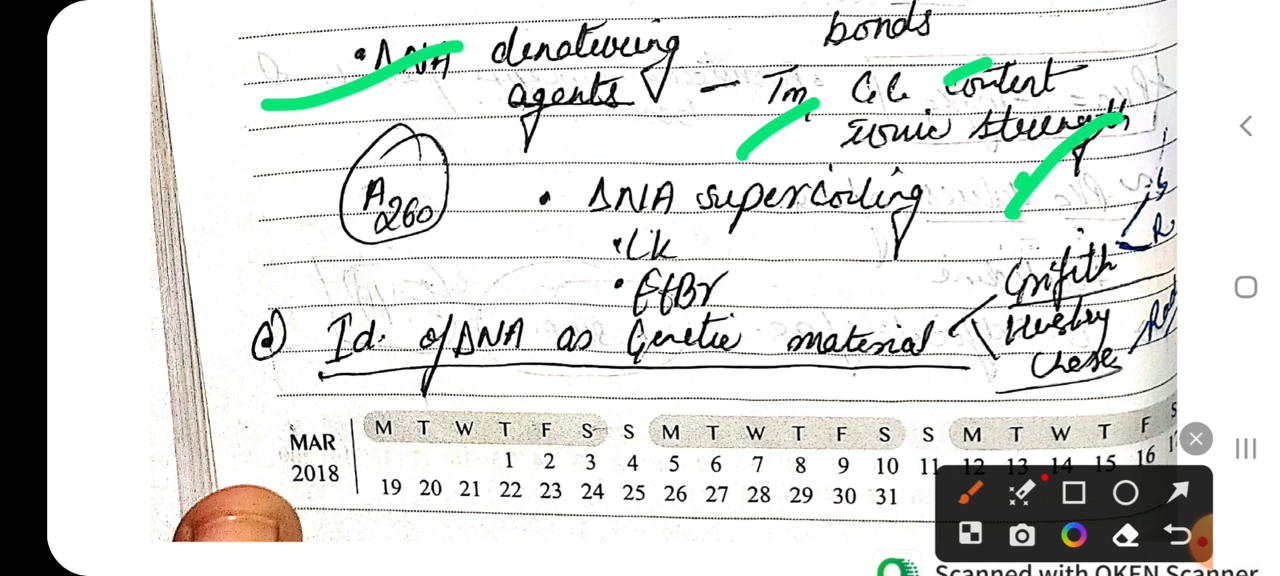 bonds
• DNA denaturing
agents — Tm GC content
Ionic strength
A260
• DNA supercoiling
• Lk
• EtBr
d) Id. of DNA as Genetic material
Griffith
Hershey
Chase
MAR 2018
M T W T F S S M T W T F S S M T W T F S
1 2 3 4 5 6 7 8 9 10 11 12 13 14 15 16
19 20 21 22 23 24 25 26 27 28 29 30 31
Scanned with OKEN Scanner